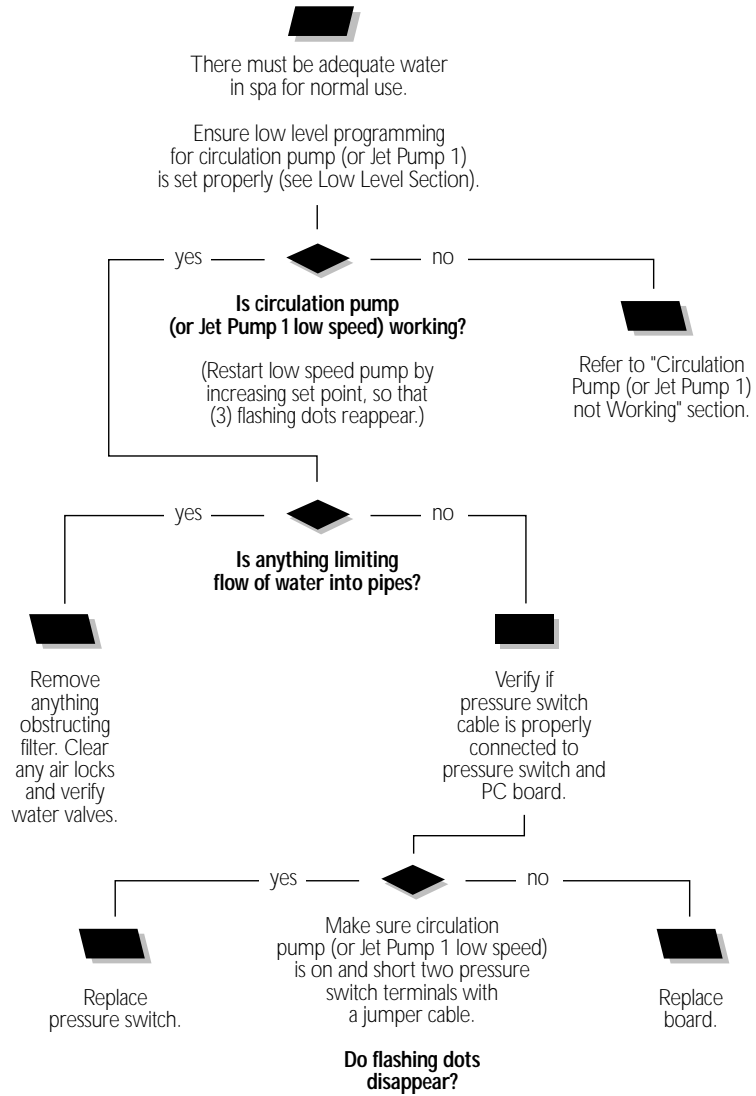 There must be adequate water
in spa for normal use.
Ensure low level programming
for circulation pump (or Jet Pump 1)
is set properly (see Low Level Section).
yes
no
Is circulation pump
(or Jet Pump 1 low speed) working?
(Restart low speed pump by
increasing set point, so that
(3) flashing dots reappear.)
Refer to "Circulation
Pump (or Jet Pump 1)
not Working" section.
yes
no
Is anything limiting
flow of water into pipes?
Remove
anything
obstructing
filter. Clear
any air locks
and verify
water valves.
Verify if
pressure switch
cable is properly
connected to
pressure switch and
PC board.
yes
no
Make sure circulation
pump (or Jet Pump 1 low speed)
is on and short two pressure
switch terminals with
a jumper cable.
Do flashing dots
disappear?
Replace
pressure switch.
Replace
board.